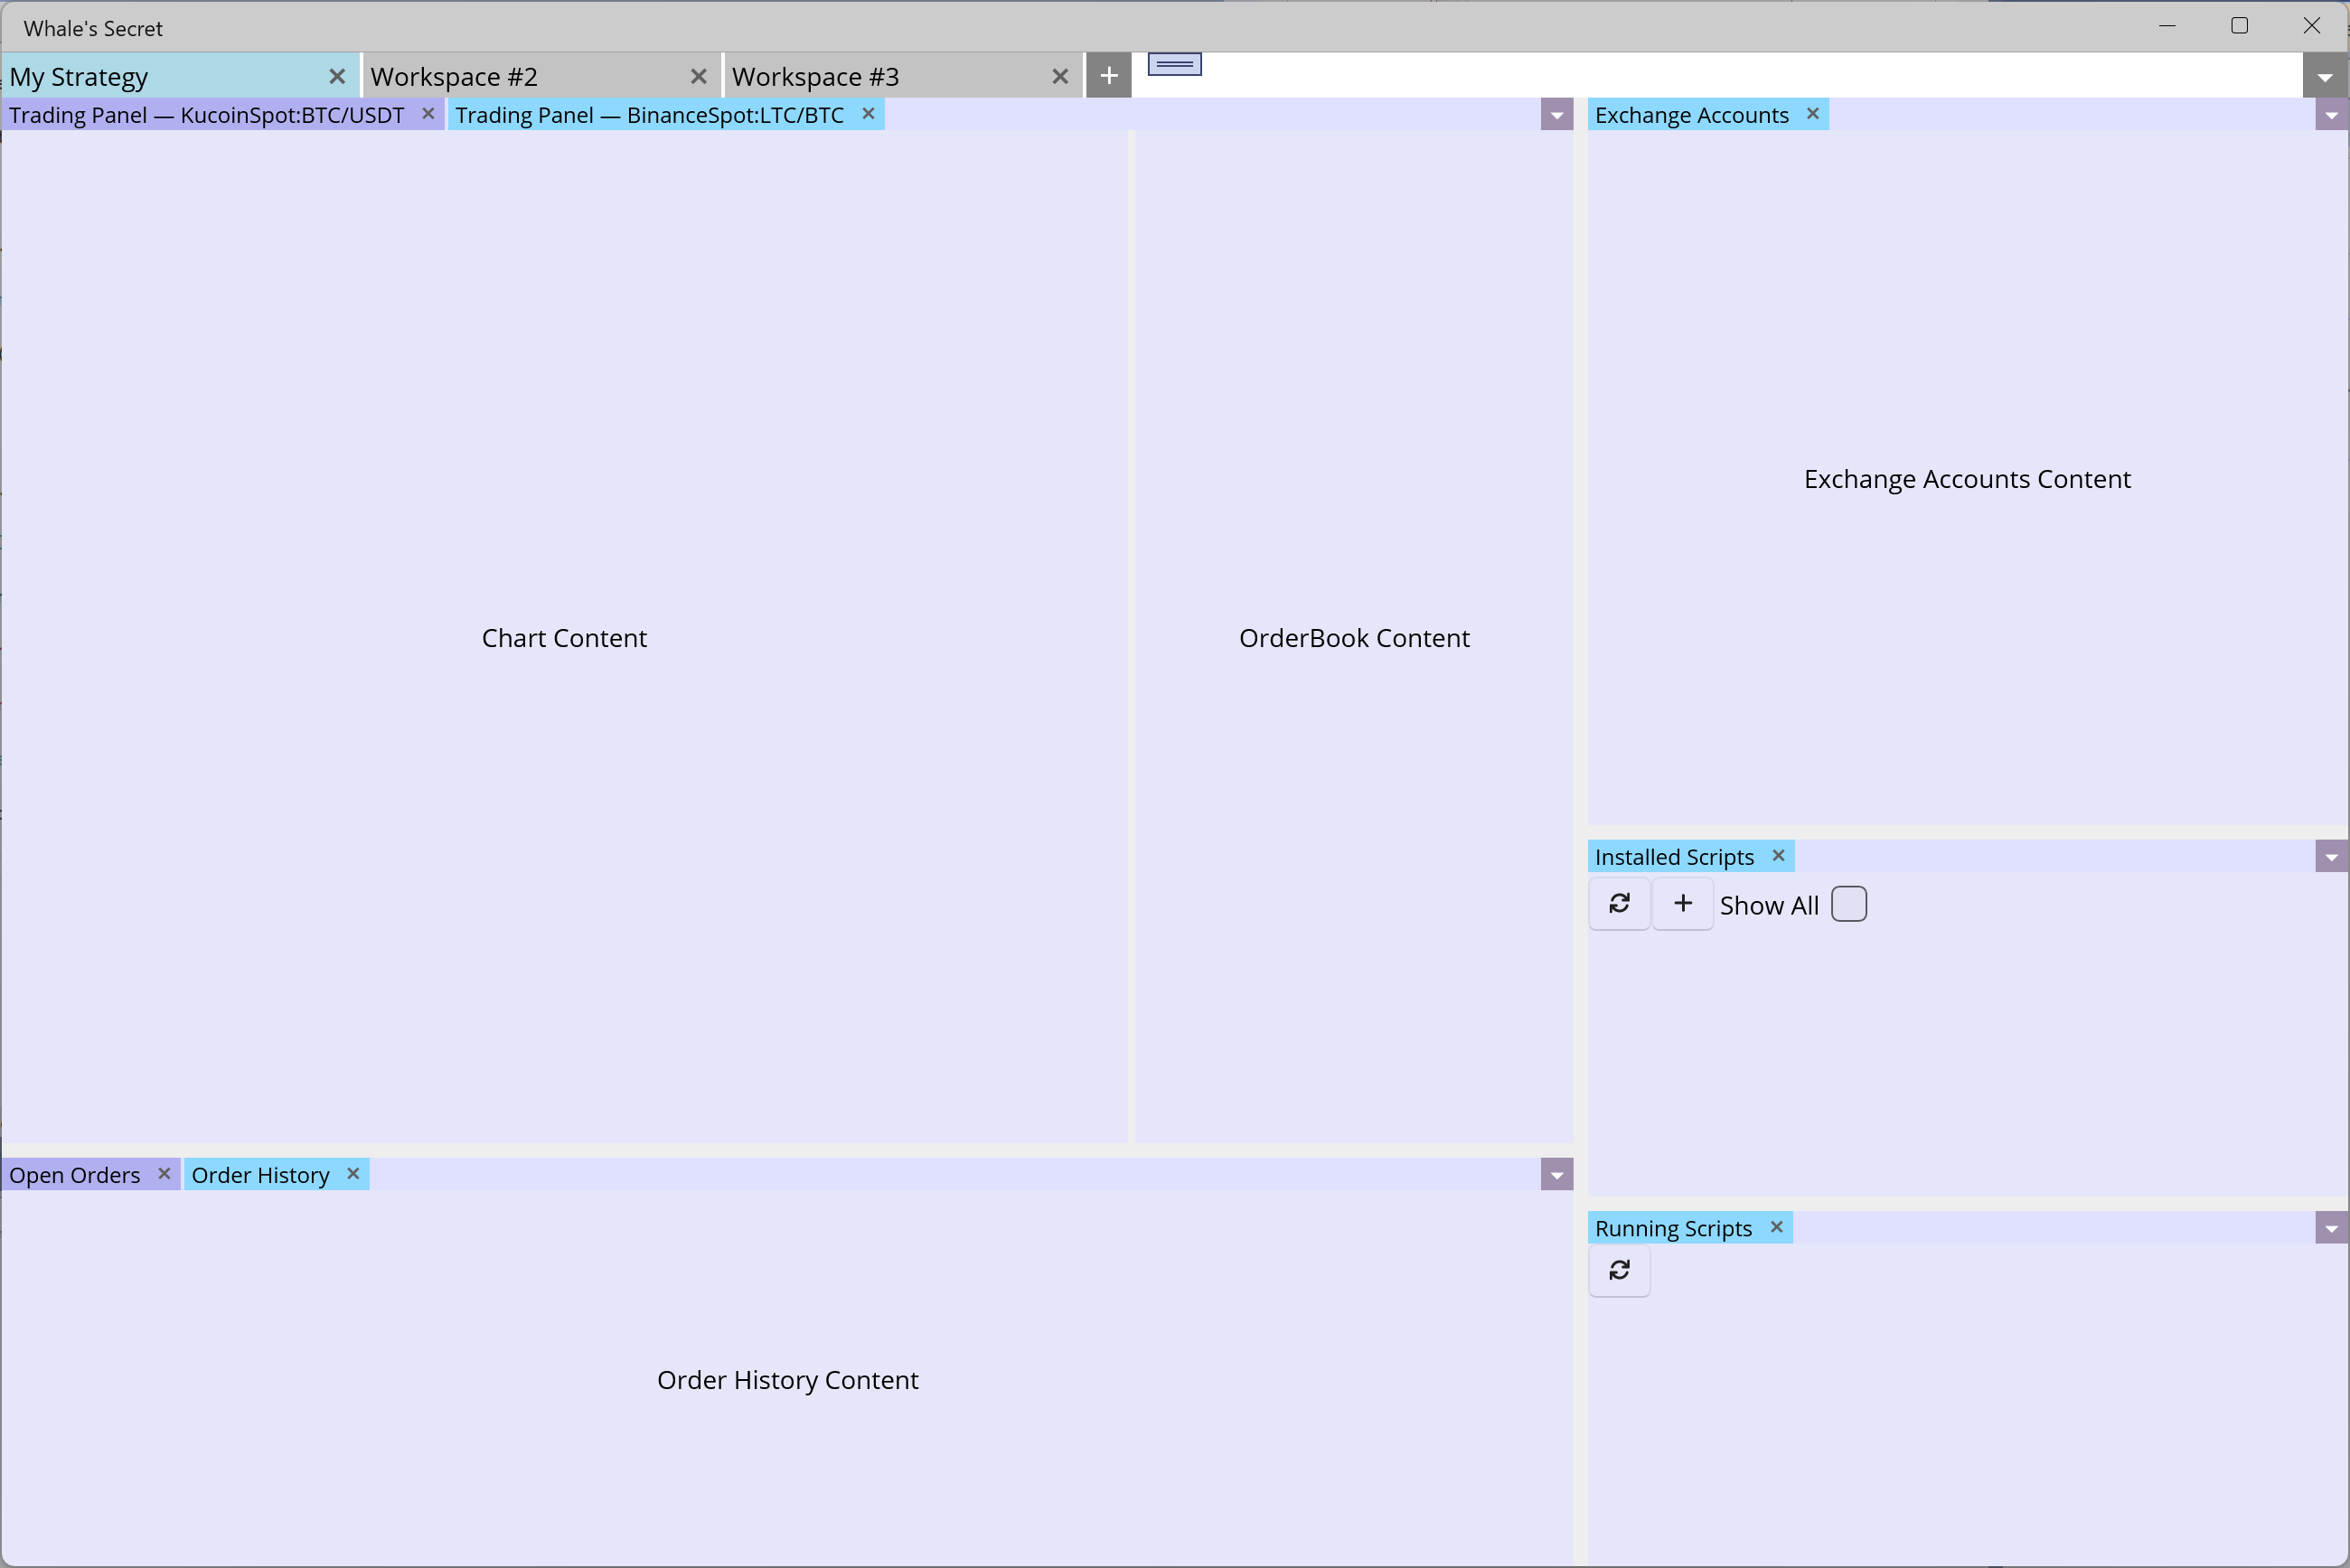 Whale's Secret
My Strategy
Workspace #2
Workspace #3
Trading Panel — KucoinSpot:BTC/USDT
Trading Panel — BinanceSpot:LTC/BTC
Exchange Accounts
Chart Content
OrderBook Content
Exchange Accounts Content
Installed Scripts
Show All
Open Orders
Order History
Order History Content
Running Scripts